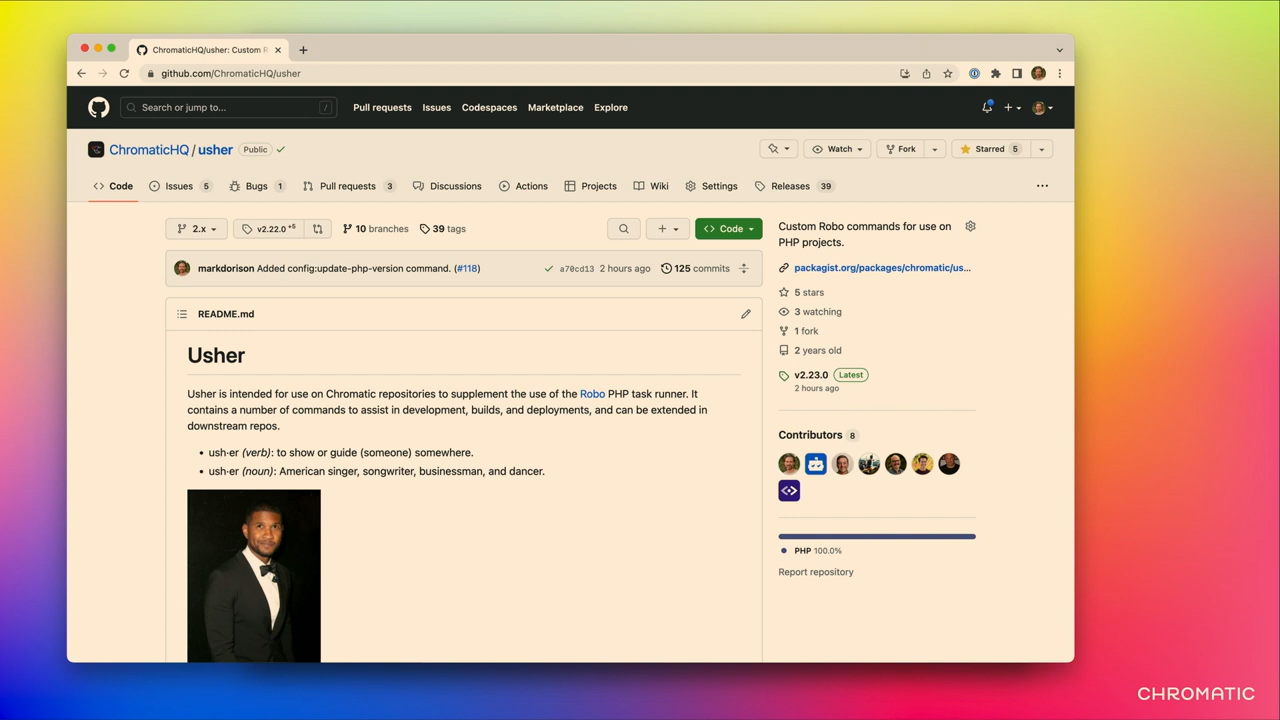 ChromaticHQ/usher: Custom R
github.com/ChromaticHQ/usher
Search or jump to... /
Pull requests Issues Codespaces Marketplace Explore
ChromaticHQ / usher Public
Watch Fork Starred 5
Code Issues 5 Bugs 1 Pull requests 3 Discussions Actions Projects Wiki Settings Releases 39
2.x v2.22.0 +5 10 branches 39 tags Code
markdorison Added config:update-php-version command. (#118) a70cd13 2 hours ago 125 commits
README.md
Usher
Usher is intended for use on Chromatic repositories to supplement the use of the Robo PHP task runner. It
contains a number of commands to assist in development, builds, and deployments, and can be extended in
downstream repos.
• ush·er (verb): to show or guide (someone) somewhere.
• ush·er (noun): American singer, songwriter, businessman, and dancer.
Custom Robo commands for use on
PHP projects.
packagist.org/packages/chromatic/us...
5 stars
3 watching
1 fork
2 years old
v2.23.0 Latest
2 hours ago
Contributors 8
PHP 100.0%
Report repository
CHROMATIC